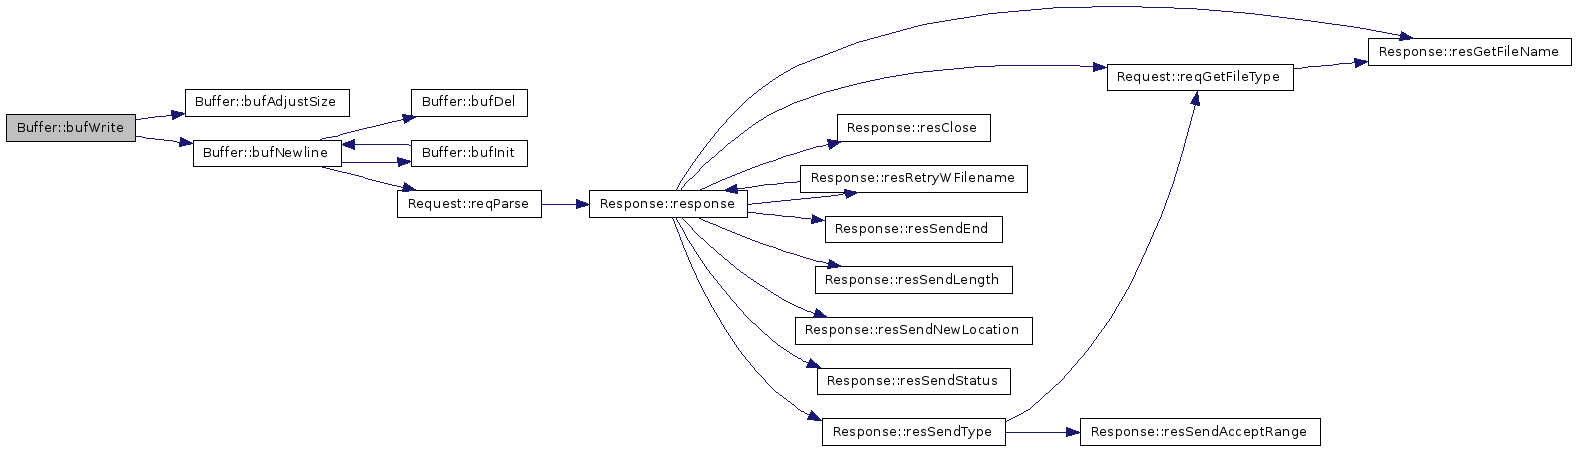 Buffer::bufWrite
Buffer::bufAdjustSize
Buffer::bufNewline
Buffer::bufDel
Buffer::bufInit
Request::reqParse
Response::response
Response::resClose
Response::resRetryWFilename
Response::resSendEnd
Response::resSendLength
Response::resSendNewLocation
Response::resSendStatus
Response::resSendType
Request::reqGetFileType
Response::resSendAcceptRange
Response::resGetFileName